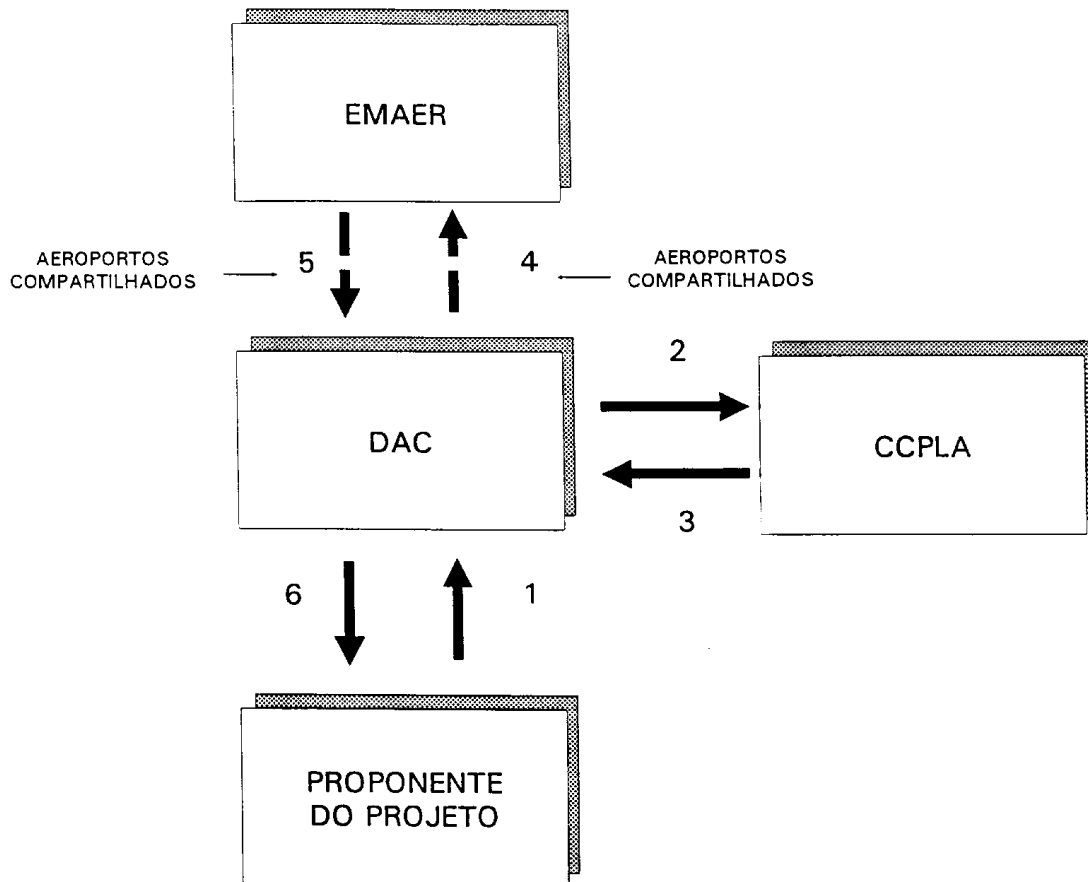 EMAER
AEROPORTOS
COMPARTILHADOS
5
4
AEROPORTOS
COMPARTILHADOS
DAC
2
CCPLA
3
6
1
PROPONENTE
DO PROJETO